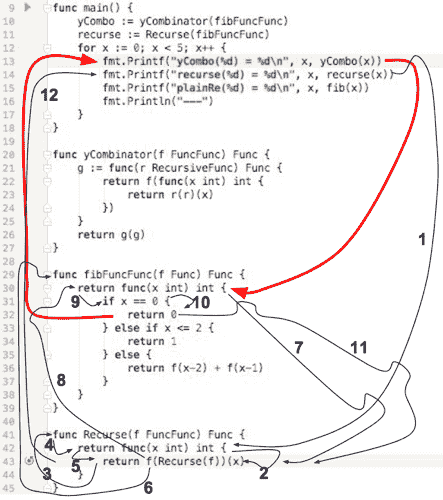 9 func main() {
10 yCombo := yCombinator(fibFuncFunc)
11 recurse := Recurse(fibFuncFunc)
12 for x := 0; x < 5; x++ {
13 fmt.Printf("yCombo(%d) = %d\n", x, yCombo(x))
14 fmt.Printf("recurse(%d) = %d\n", x, recurse(x))
15 fmt.Printf("plainRe(%d) = %d\n", x, fib(x))
16 fmt.Println("---")
17 }
18 }
19
20 func yCombinator(f FuncFunc) Func {
21 g := func(r RecursiveFunc) Func {
22 return f(func(x int) int {
23 return r(r)(x)
24 })
25 }
26 return g(g)
27 }
28
29 func fibFuncFunc(f Func) Func {
30 return func(x int) int {
31 if x == 0 {
32 return 0
33 } else if x <= 2 {
34 return 1
35 } else {
36 return f(x-2) + f(x-1)
37 }
38 }
39 }
40
41 func Recurse(f FuncFunc) Func {
42 return func(x int) int {
43 return f(Recurse(f))(x)
44 }
45 }
12
1
9
10
7
11
8
4
5
3
2
6